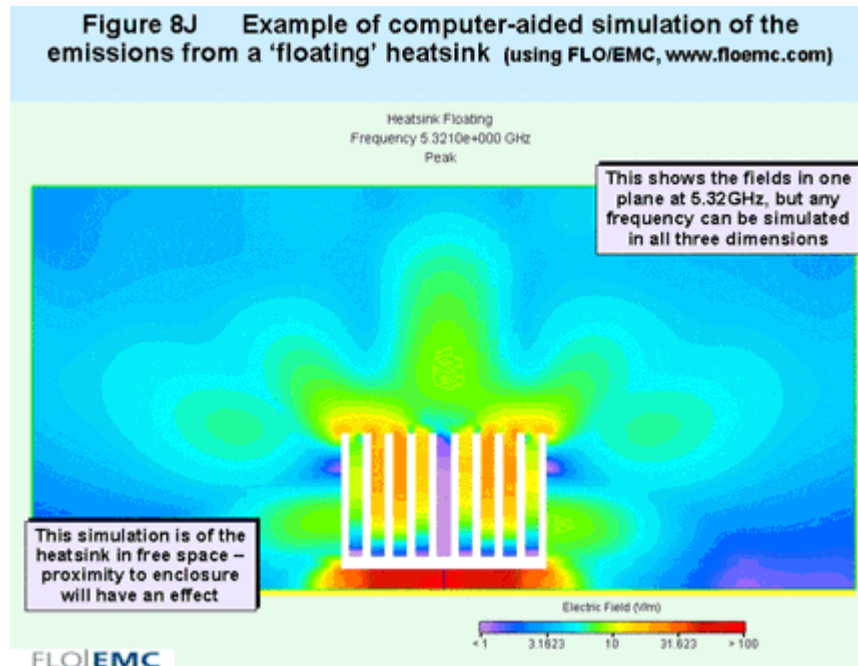 Figure 8J Example of computer-aided simulation of the
emissions from a 'floating' heatsink (using FLO/EMC, www.floemc.com)
Heatsink Floating
Frequency 5.3210e+000 GHz
Peak
This shows the fields in one
plane at 5.32GHz, but any
frequency can be simulated
in all three dimensions
This simulation is of the
heatsink in free space –
proximity to enclosure
will have an effect
Electric Field (V/m)
< 1 3.1623 10 31.623 > 100
FLO|EMC